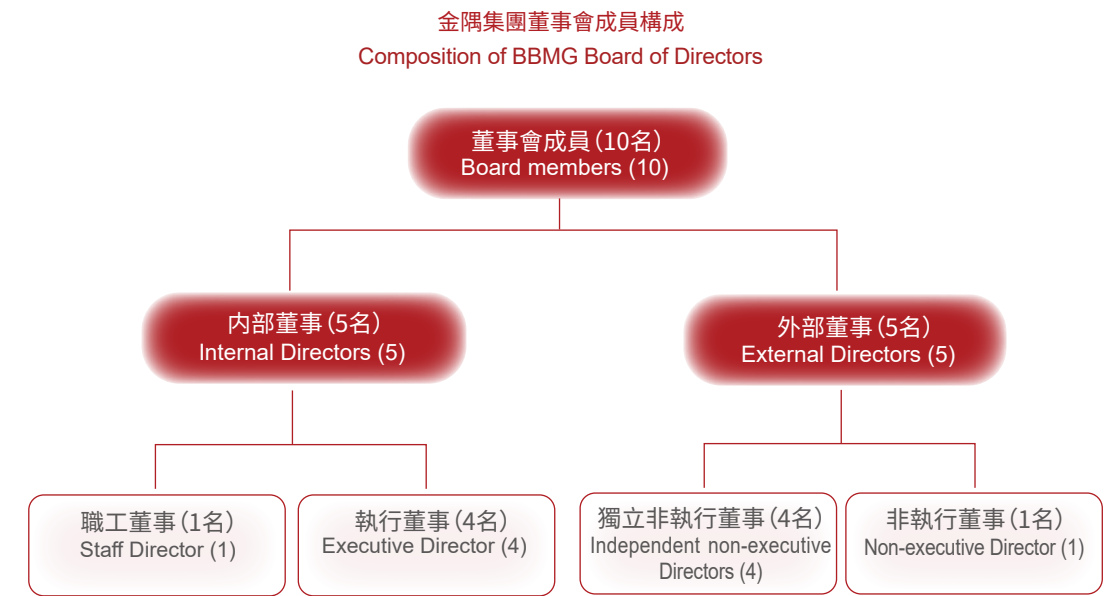 金隅集團董事會成員構成
Composition of BBMG Board of Directors
董事會成員（10名）
Board members (10)
内部董事（5名）
Internal Directors (5)
外部董事（5名）
External Directors (5)
職工董事（1名）
Staff Director (1)
執行董事（4名）
Executive Director (4)
獨立非執行董事（4名）
Independent non-executive
Directors (4)
非執行董事（1名）
Non-executive Director (1)